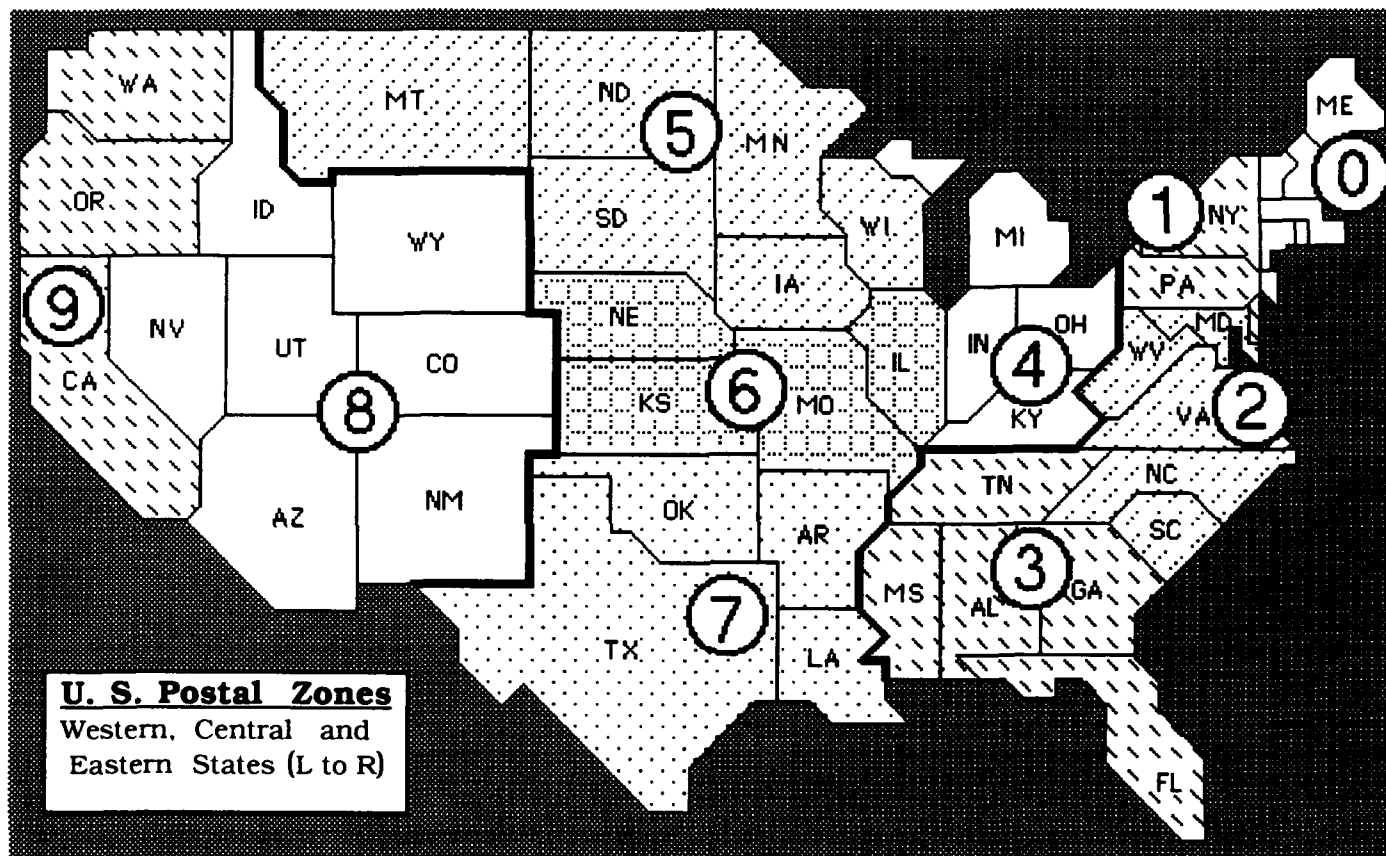 ME
WA
MT
ND
5
MN
0
OR
ID
SD
WI
MI
1
NY
WY
PA
9
NV
UT
CO
NE
IA
IL
IN
OH
MD
WV
CA
8
KS
6
MO
4
KY
VA
2
AZ
NM
OK
AR
TN
NC
SC
7
TX
LA
MS
AL
3
GA
FL
U. S. Postal Zones
Western, Central and
Eastern States (L to R)